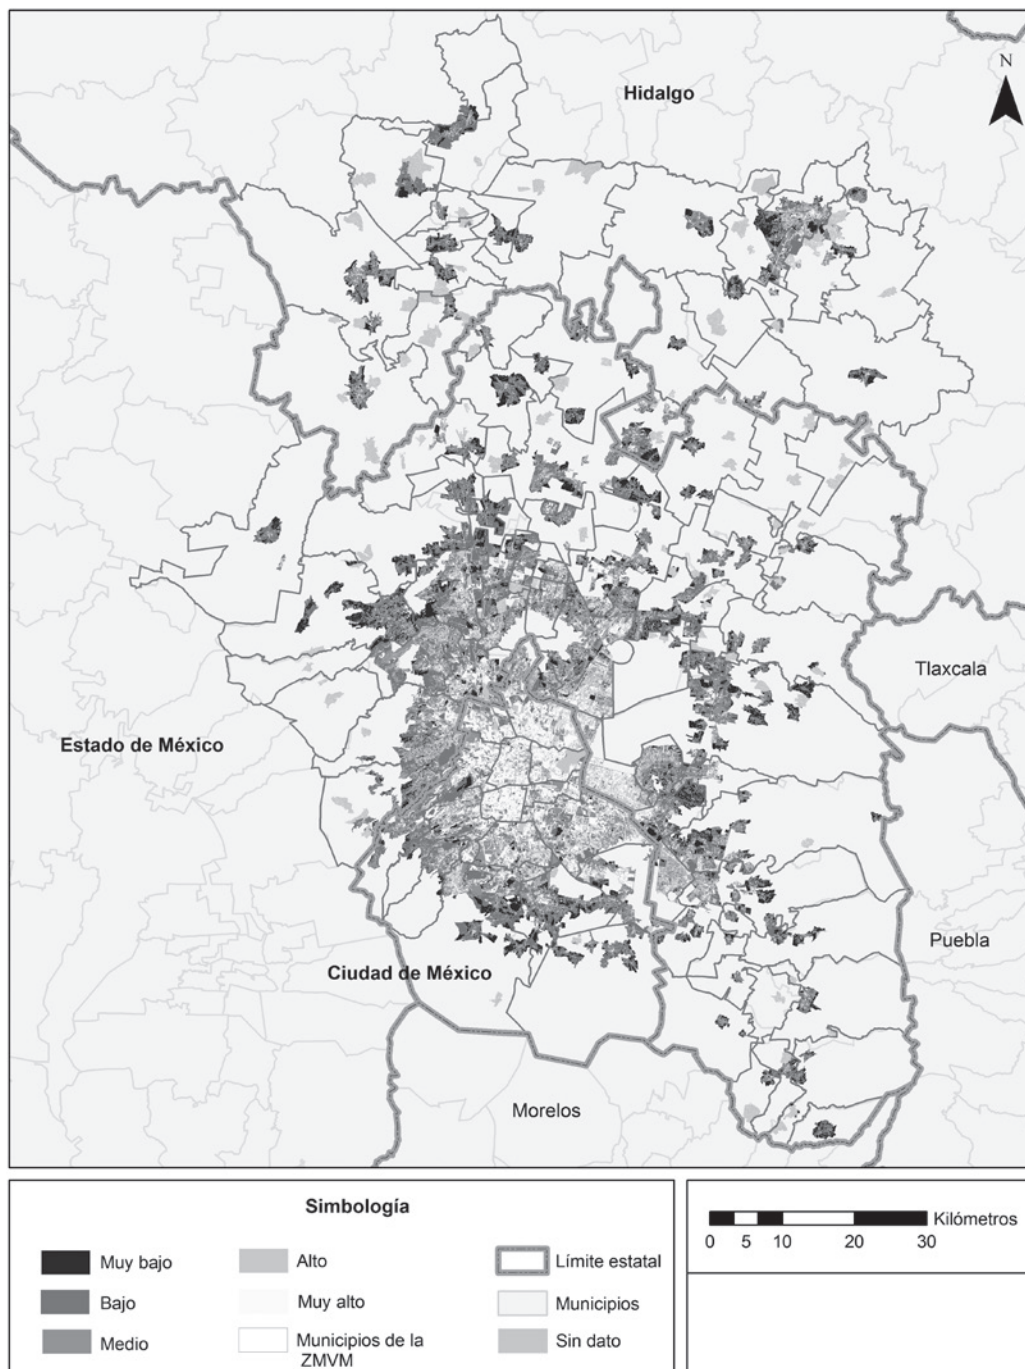 N
Hidalgo
Tlaxcala
Estado de México
Puebla
Ciudad de México
Morelos
Simbología
Muy bajo
Alto
Límite estatal
Bajo
Muy alto
Municipios
Medio
Municipios de la
ZMVM
Sin dato
Kilómetros
0 5 10 20 30